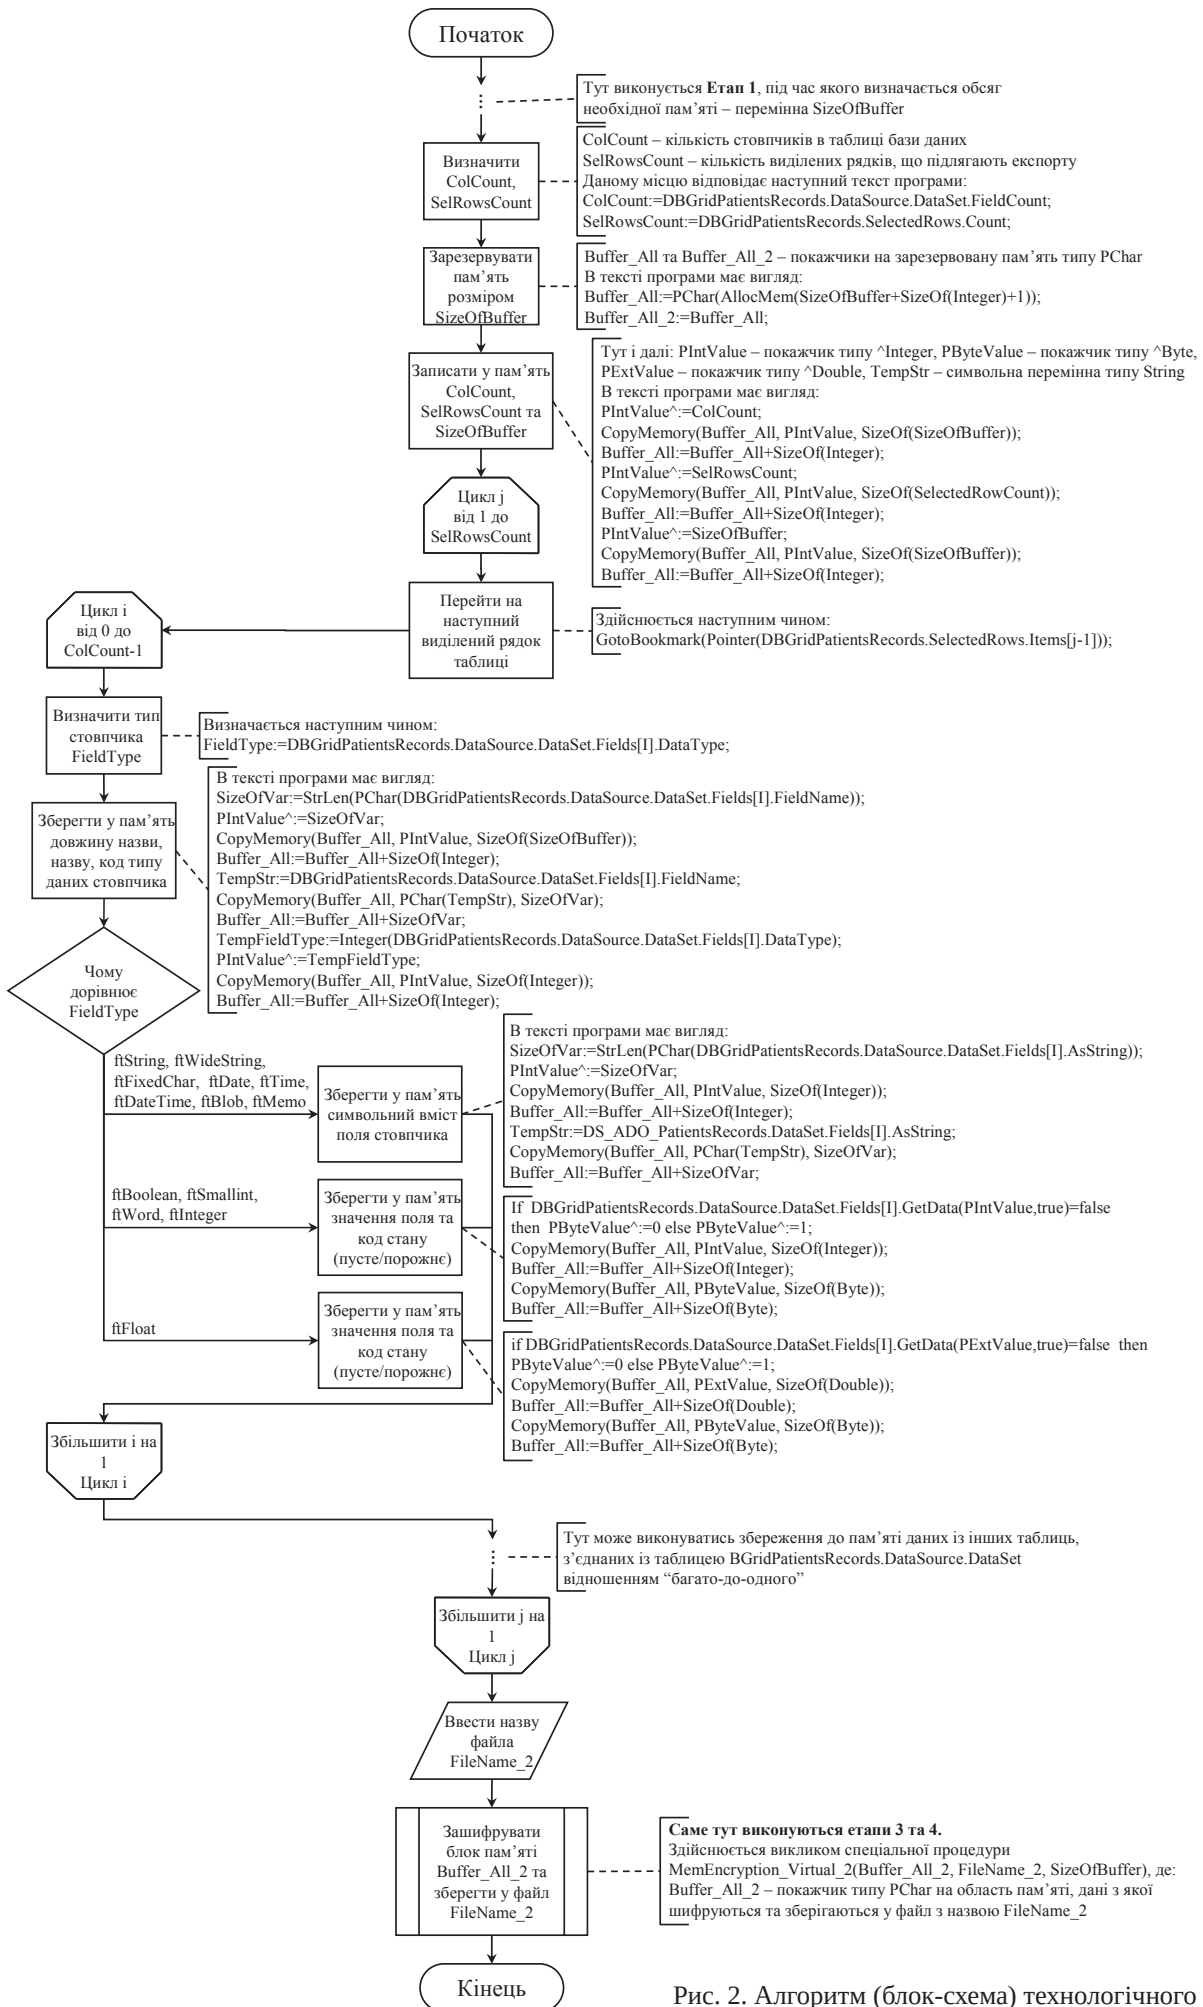 Початок
Тут виконується Етап 1, під час якого визначається обсяг
необхідної пам’яті – перемінна SizeOfBuffer
Визначити
ColCount,
SelRowsCount
ColCount – кількість стовпчиків в таблиці бази даних
SelRowsCount – кількість виділених рядків, що підлягають експорту
Даному місцю відповідає наступний текст програми:
ColCount:=DBGridPatientsRecords.DataSource.DataSet.FieldCount;
SelRowsCount:=DBGridPatientsRecords.SelectedRows.Count;
Зарезервувати
пам’ять
розміром
SizeOfBuffer
Buffer_All та Buffer_All_2 – покажчики на зарезервовану пам’ять типу PChar
В тексті програми має вигляд:
Buffer_All:=PChar(AllocMem(SizeOfBuffer+SizeOf(Integer)+1));
Buffer_All_2:=Buffer_All;
Записати у пам’ять
ColCount,
SelRowsCount та
SizeOfBuffer
Тут і далі: PIntValue – покажчик типу ^Integer, PByteValue – покажчик типу ^Byte,
PExtValue – покажчик типу ^Double, TempStr – символьна перемінна типу String
В тексті програми має вигляд:
PIntValue^:=ColCount;
CopyMemory(Buffer_All, PIntValue, SizeOf(SizeOfBuffer));
Buffer_All:=Buffer_All+SizeOf(Integer);
PIntValue^:=SelRowsCount;
CopyMemory(Buffer_All, PIntValue, SizeOf(SelectedRowCount));
Buffer_All:=Buffer_All+SizeOf(Integer);
PIntValue^:=SizeOfBuffer;
CopyMemory(Buffer_All, PIntValue, SizeOf(SizeOfBuffer));
Buffer_All:=Buffer_All+SizeOf(Integer);
Цикл j
від 1 до
SelRowsCount
Перейти на
наступний
виділений рядок
таблиці
Здійснюється наступним чином:
GotoBookmark(Pointer(DBGridPatientsRecords.SelectedRows.Items[j-1]));
Цикл i
від 0 до
ColCount-1
Визначити тип
стовпчика
FieldType
Визначається наступним чином:
FieldType:=DBGridPatientsRecords.DataSource.DataSet.Fields[I].DataType;
Зберегти у пам’ять
довжину назви,
назву, код типу
даних стовпчика
В тексті програми має вигляд:
SizeOfVar:=StrLen(PChar(DBGridPatientsRecords.DataSource.DataSet.Fields[I].FieldName));
PIntValue^:=SizeOfVar;
CopyMemory(Buffer_All, PIntValue, SizeOf(SizeOfBuffer));
Buffer_All:=Buffer_All+SizeOf(Integer);
TempStr:=DBGridPatientsRecords.DataSource.DataSet.Fields[I].FieldName;
CopyMemory(Buffer_All, PChar(TempStr), SizeOfVar);
Buffer_All:=Buffer_All+SizeOfVar;
TempFieldType:=Integer(DBGridPatientsRecords.DataSource.DataSet.Fields[I].DataType);
PIntValue^:=TempFieldType;
CopyMemory(Buffer_All, PIntValue, SizeOf(Integer));
Buffer_All:=Buffer_All+SizeOf(Integer);
Чому
дорівнює
FieldType
ftString, ftWideString,
ftFixedChar, ftDate, ftTime,
ftDateTime, ftBlob, ftMemo
Зберегти у пам’ять
символьний вміст
поля стовпчика
В тексті програми має вигляд:
SizeOfVar:=StrLen(PChar(DBGridPatientsRecords.DataSource.DataSet.Fields[I].AsString));
PIntValue^:=SizeOfVar;
CopyMemory(Buffer_All, PIntValue, SizeOf(Integer));
Buffer_All:=Buffer_All+SizeOf(Integer);
TempStr:=DS_ADO_PatientsRecords.DataSet.Fields[I].AsString;
CopyMemory(Buffer_All, PChar(TempStr), SizeOfVar);
Buffer_All:=Buffer_All+SizeOfVar;
ftBoolean, ftSmallint,
ftWord, ftInteger
Зберегти у пам’ять
значення поля та
код стану
(пусте/порожнє)
If DBGridPatientsRecords.DataSource.DataSet.Fields[I].GetData(PIntValue,true)=false
then PByteValue^:=0 else PByteValue^:=1;
CopyMemory(Buffer_All, PIntValue, SizeOf(Integer));
Buffer_All:=Buffer_All+SizeOf(Integer);
CopyMemory(Buffer_All, PByteValue, SizeOf(Byte));
Buffer_All:=Buffer_All+SizeOf(Byte);
ftFloat
Зберегти у пам’ять
значення поля та
код стану
(пусте/порожнє)
if DBGridPatientsRecords.DataSource.DataSet.Fields[I].GetData(PExtValue,true)=false then
PByteValue^:=0 else PByteValue^:=1;
CopyMemory(Buffer_All, PExtValue, SizeOf(Double));
Buffer_All:=Buffer_All+SizeOf(Double);
CopyMemory(Buffer_All, PByteValue, SizeOf(Byte));
Buffer_All:=Buffer_All+SizeOf(Byte);
Збільшити i на
1
Цикл i
Тут може виконуватись збереження до пам’яті даних із інших таблиць,
з’єднаних із таблицею BGridPatientsRecords.DataSource.DataSet
відношенням “багато-до-одного”
Збільшити j на
1
Цикл j
Ввести назву
файла
FileName_2
Зашифрувати
блок пам’яті
Buffer_All_2 та
зберегти у файл
FileName_2
Саме тут виконуються етапи 3 та 4.
Здійснюється викликом спеціальної процедури
MemEncryption_Virtual_2(Buffer_All_2, FileName_2, SizeOfBuffer), де:
Buffer_All_2 – покажчик типу PChar на область пам’яті, дані з якої
шифруються та зберігаються у файл з назвою FileName_2
Кінець
Рис. 2. Алгоритм (блок-схема) технологічного